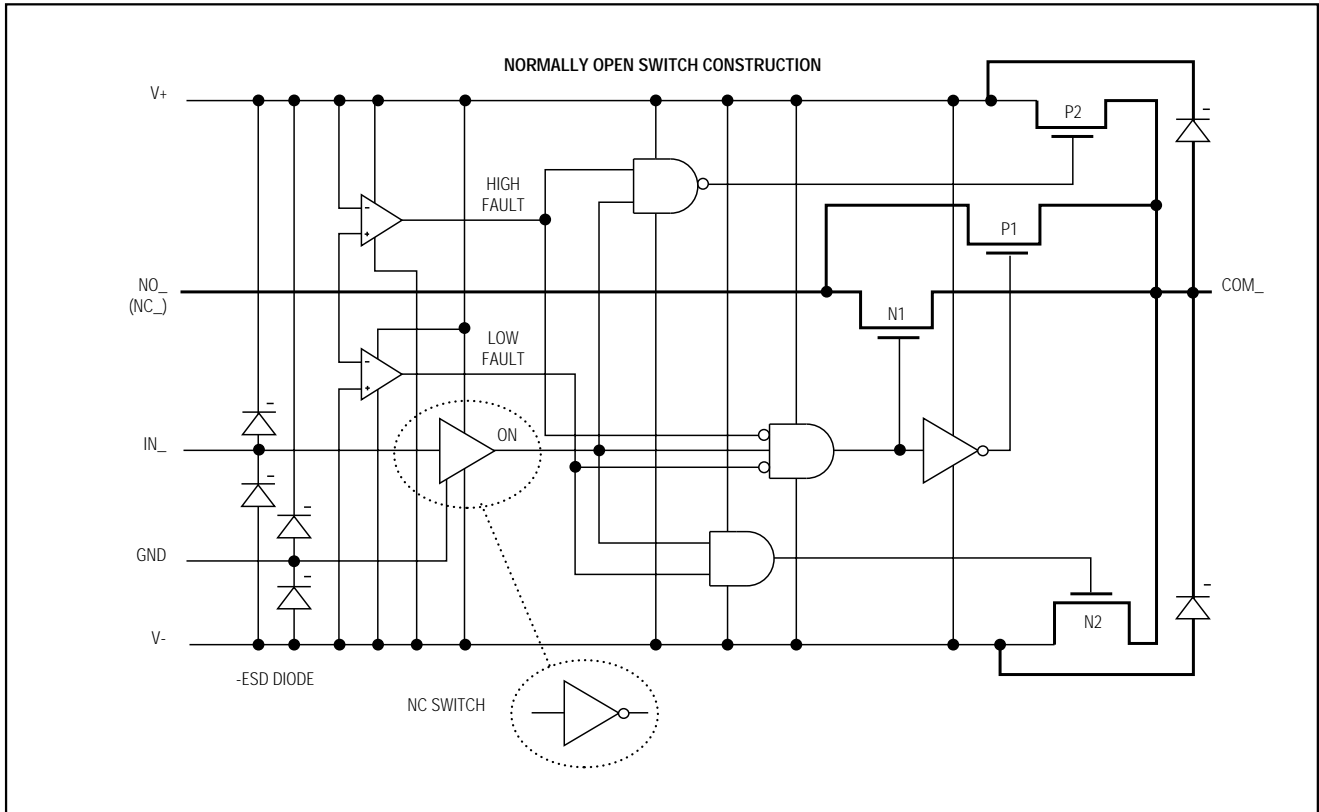 NORMALLY OPEN SWITCH CONSTRUCTION
V+
P2
HIGH
FAULT
-
+
P1
NO_
(NC_)
COM_
N1
LOW
FAULT
-
+
ON
IN_
GND
N2
V-
-ESD DIODE
NC SWITCH